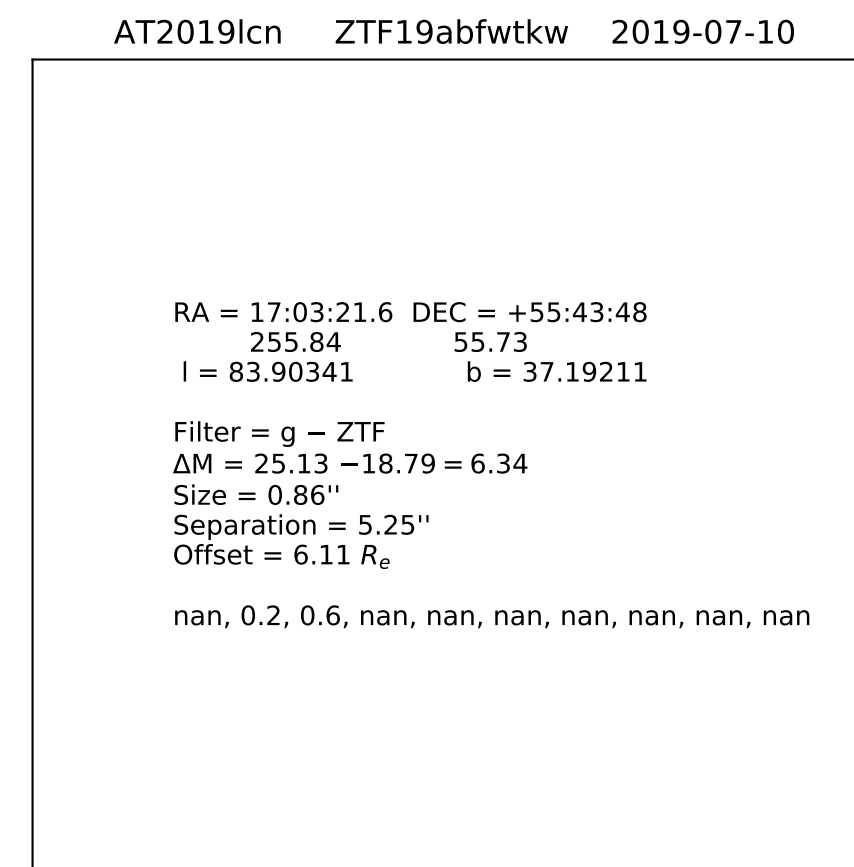 AT2019lcn ZTF19abfwtkw 2019-07-10
RA = 17:03:21.6 DEC = +55:43:48
255.84 55.73
l = 83.90341 b = 37.19211
Filter = g − ZTF
ΔM = 25.13 −18.79 = 6.34
Size = 0.86''
Separation = 5.25''
Offset = 6.11 Rₑ
nan, 0.2, 0.6, nan, nan, nan, nan, nan, nan, nan